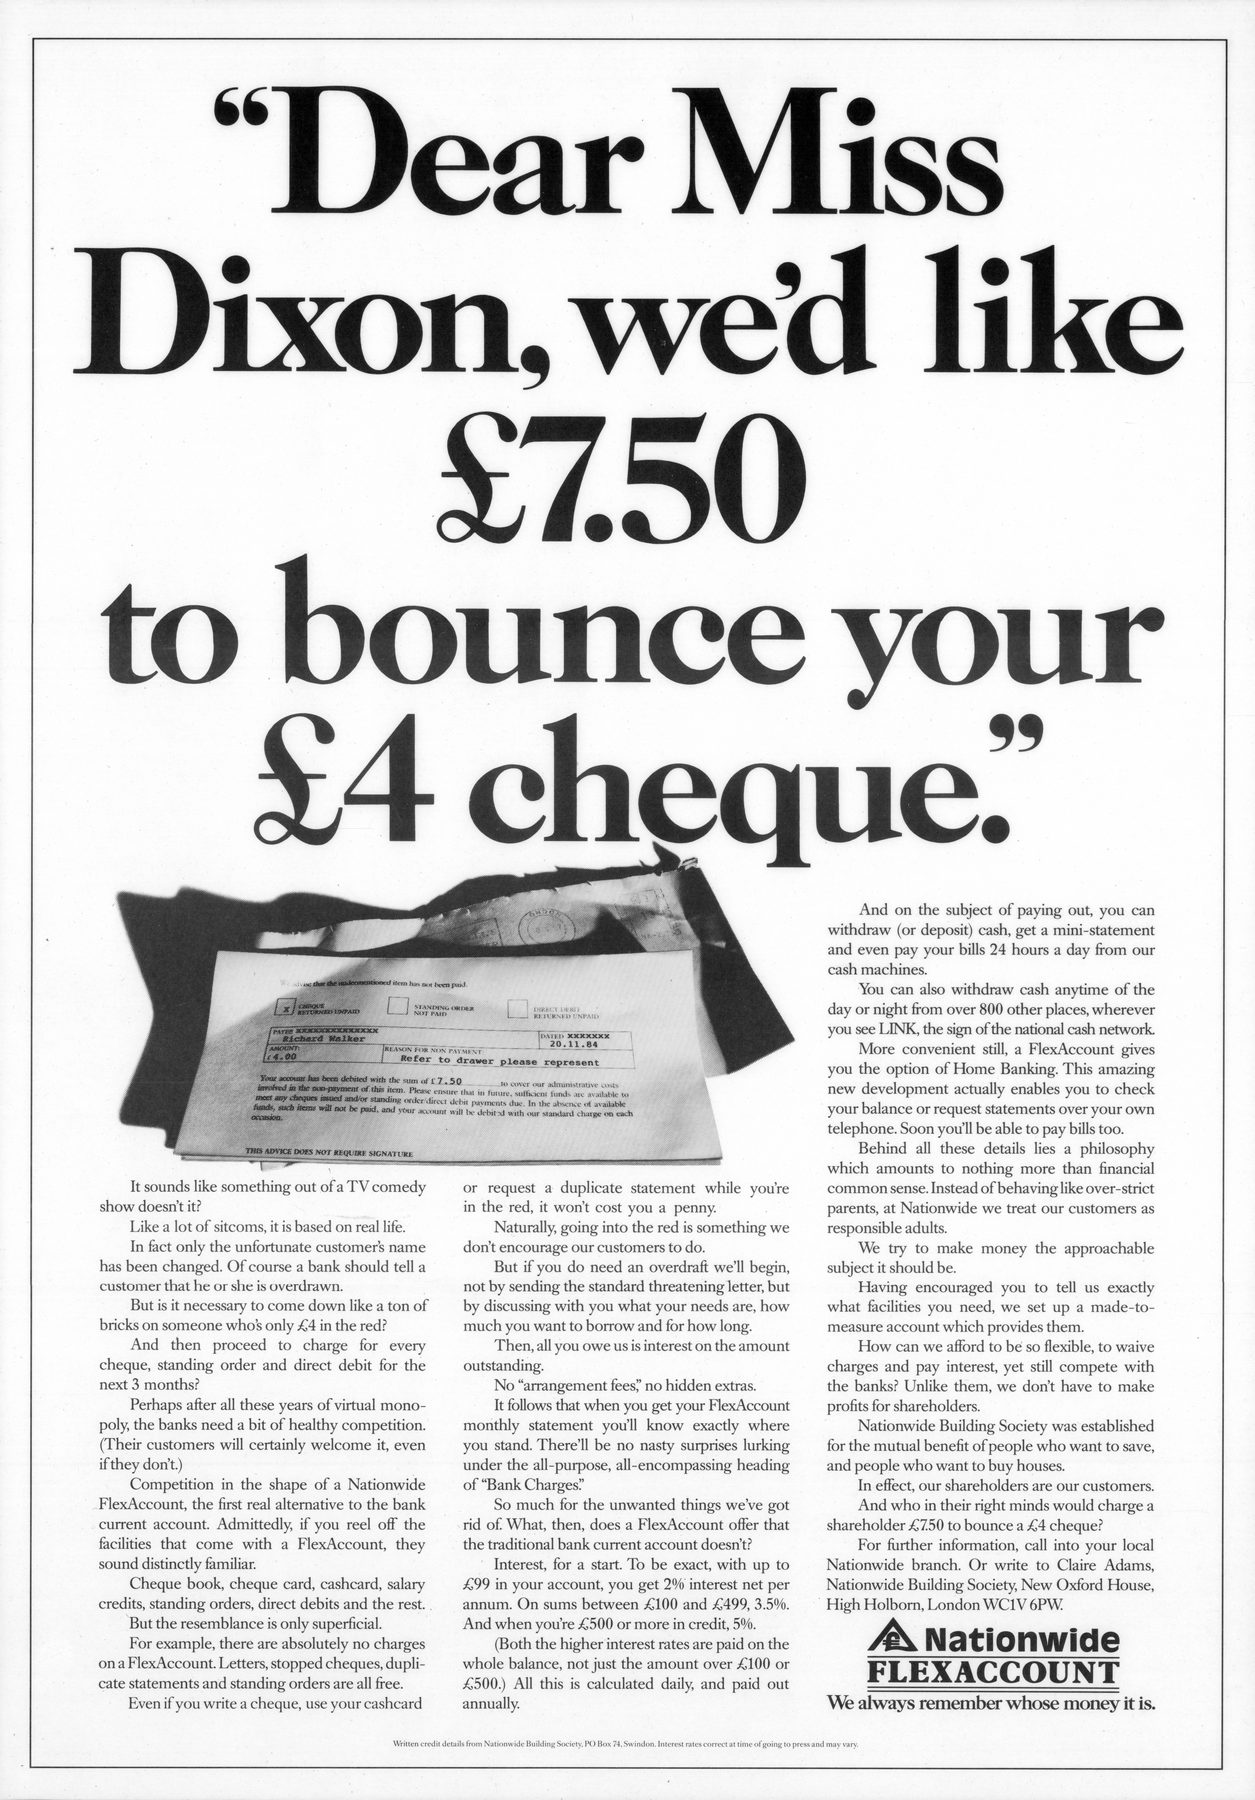 “Dear Miss
Dixon, we’d like
£7.50
to bounce your
£4 cheque.”
We advise that the undermentioned item has not been paid.
X CHEQUE
RETURNED UNPAID
STANDING ORDER
NOT PAID
DIRECT DEBIT
RETURNED UNPAID
PAYEE XXXXXXXXXXXXXX
Richard Walker
DATED XXXXXXX
20.11.84
AMOUNT:
£4.00
REASON FOR NON PAYMENT
Refer to drawer please represent
Your account has been debited with the sum of £7.50 to cover our administrative costs
involved in the non-payment of this item. Please ensure that in future, sufficient funds are available to
meet any cheques issued and/or standing order/direct debit payments due. In the absence of available
funds, such items will not be paid, and your account will be debited with our standard charge on each
occasion.
THIS ADVICE DOES NOT REQUIRE SIGNATURE
It sounds like something out of a TV comedy
show doesn’t it?
Like a lot of sitcoms, it is based on real life.
In fact only the unfortunate customer’s name
has been changed. Of course a bank should tell a
customer that he or she is overdrawn.
But is it necessary to come down like a ton of
bricks on someone who’s only £4 in the red?
And then proceed to charge for every
cheque, standing order and direct debit for the
next 3 months?
Perhaps after all these years of virtual mono-
poly, the banks need a bit of healthy competition.
(Their customers will certainly welcome it, even
if they don’t.)
Competition in the shape of a Nationwide
FlexAccount, the first real alternative to the bank
current account. Admittedly, if you reel off the
facilities that come with a FlexAccount, they
sound distinctly familiar.
Cheque book, cheque card, cashcard, salary
credits, standing orders, direct debits and the rest.
But the resemblance is only superficial.
For example, there are absolutely no charges
on a FlexAccount. Letters, stopped cheques, dupli-
cate statements and standing orders are all free.
Even if you write a cheque, use your cashcard
or request a duplicate statement while you’re
in the red, it won’t cost you a penny.
Naturally, going into the red is something we
don’t encourage our customers to do.
But if you do need an overdraft we’ll begin,
not by sending the standard threatening letter, but
by discussing with you what your needs are, how
much you want to borrow and for how long.
Then, all you owe us is interest on the amount
outstanding.
No “arrangement fees,” no hidden extras.
It follows that when you get your FlexAccount
monthly statement you’ll know exactly where
you stand. There’ll be no nasty surprises lurking
under the all-purpose, all-encompassing heading
of “Bank Charges.”
So much for the unwanted things we’ve got
rid of. What, then, does a FlexAccount offer that
the traditional bank current account doesn’t?
Interest, for a start. To be exact, with up to
£99 in your account, you get 2% interest net per
annum. On sums between £100 and £499, 3.5%.
And when you’re £500 or more in credit, 5%.
(Both the higher interest rates are paid on the
whole balance, not just the amount over £100 or
£500.) All this is calculated daily, and paid out
annually.
And on the subject of paying out, you can
withdraw (or deposit) cash, get a mini-statement
and even pay your bills 24 hours a day from our
cash machines.
You can also withdraw cash anytime of the
day or night from over 800 other places, wherever
you see LINK, the sign of the national cash network.
More convenient still, a FlexAccount gives
you the option of Home Banking. This amazing
new development actually enables you to check
your balance or request statements over your own
telephone. Soon you’ll be able to pay bills too.
Behind all these details lies a philosophy
which amounts to nothing more than financial
common sense. Instead of behaving like over-strict
parents, at Nationwide we treat our customers as
responsible adults.
We try to make money the approachable
subject it should be.
Having encouraged you to tell us exactly
what facilities you need, we set up a made-to-
measure account which provides them.
How can we afford to be so flexible, to waive
charges and pay interest, yet still compete with
the banks? Unlike them, we don’t have to make
profits for shareholders.
Nationwide Building Society was established
for the mutual benefit of people who want to save,
and people who want to buy houses.
In effect, our shareholders are our customers.
And who in their right minds would charge a
shareholder £7.50 to bounce a £4 cheque?
For further information, call into your local
Nationwide branch. Or write to Claire Adams,
Nationwide Building Society, New Oxford House,
High Holborn, London WC1V 6PW.
Nationwide
FLEXACCOUNT
We always remember whose money it is.
Written credit details from Nationwide Building Society, PO Box 74, Swindon. Interest rates correct at time of going to press and may vary.